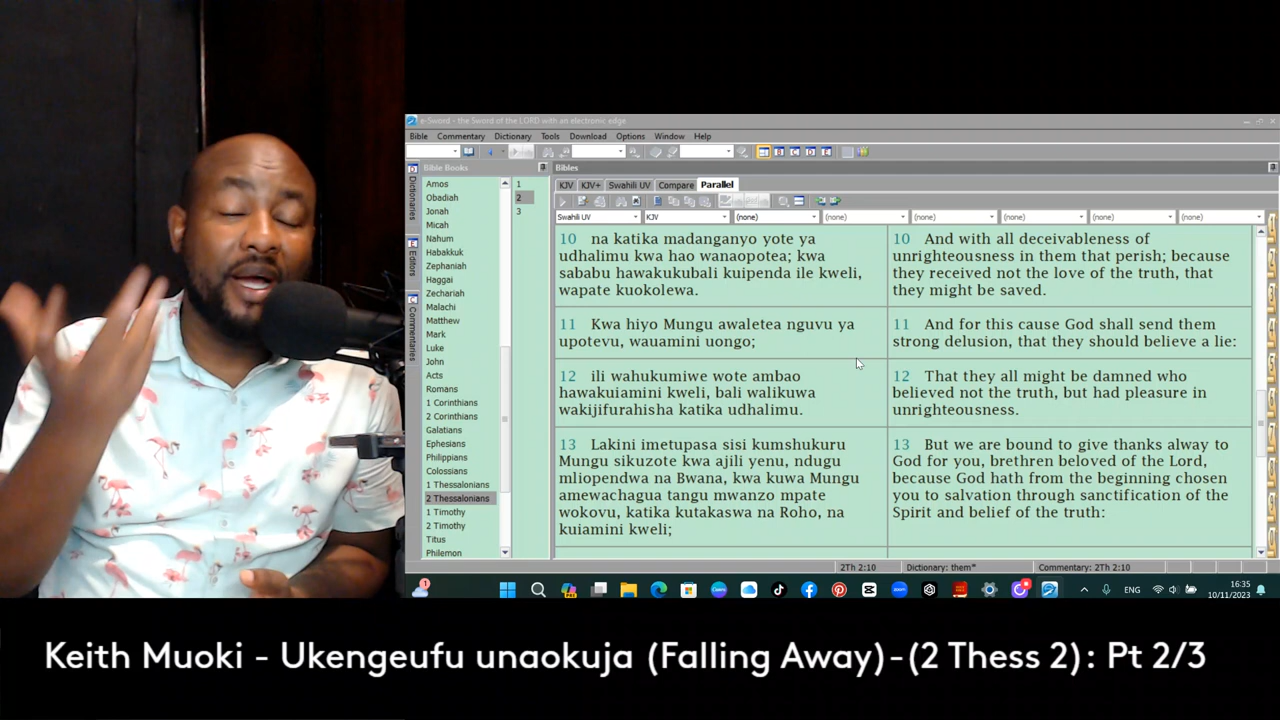 e-Sword - the Sword of the LORD with an electronic edge
Bible Commentary Dictionary Tools Download Options Window Help
Bible Books
Bibles
KJV KJV+ Swahili UV Compare Parallel
Swahili UV KJV (none) (none) (none) (none) (none) (none)
Dictionaries
Editors
Commentaries
Amos
Obadiah
Jonah
Micah
Nahum
Habakkuk
Zephaniah
Haggai
Zechariah
Malachi
Matthew
Mark
Luke
John
Acts
Romans
1 Corinthians
2 Corinthians
Galatians
Ephesians
Philippians
Colossians
1 Thessalonians
2 Thessalonians
1 Timothy
2 Timothy
Titus
Philemon
1
2
3
10 na katika madanganyo yote ya
udhalimu kwa hao wanaopotea; kwa
sababu hawakukubali kuipenda ile kweli,
wapate kuokolewa.
11 Kwa hiyo Mungu awaletea nguvu ya
upotevu, wauamini uongo;
12 ili wahukumiwe wote ambao
hawakuiamini kweli, bali walikuwa
wakijifurahisha katika udhalimu.
13 Lakini imetupasa sisi kumshukuru
Mungu sikuzote kwa ajili yenu, ndugu
mliopendwa na Bwana, kwa kuwa Mungu
amewachagua tangu mwanzo mpate
wokovu, katika kutakaswa na Roho, na
kuiamini kweli;
10 And with all deceivableness of
unrighteousness in them that perish; because
they received not the love of the truth, that
they might be saved.
11 And for this cause God shall send them
strong delusion, that they should believe a lie:
12 That they all might be damned who
believed not the truth, but had pleasure in
unrighteousness.
13 But we are bound to give thanks alway to
God for you, brethren beloved of the Lord,
because God hath from the beginning chosen
you to salvation through sanctification of the
Spirit and belief of the truth:
2Th 2:10 Dictionary: them* Commentary: 2Th 2:10
1
ENG
16:35
10/11/2023
Keith Muoki - Ukengeufu unaokuja (Falling Away)-(2 Thess 2): Pt 2/3